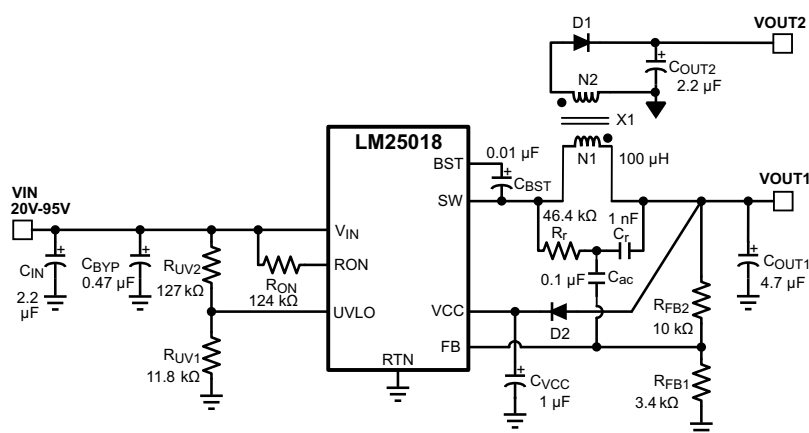 D1
VOUT2
+
COUT2
2.2 µF
N2
X1
N1
100 µH
LM25018
BST
0.01 µF
+
CBST
SW
VOUT1
VIN
20V-95V
46.4 kΩ
Rr
1 nF
Cr
VIN
+
CIN
2.2
µF
+
CBYP
0.47 µF
RUV2
127 kΩ
RON
124 kΩ
RON
0.1 µF
Cac
+
COUT1
4.7 µF
UVLO
VCC
D2
RFB2
10 kΩ
FB
RUV1
11.8 kΩ
RTN
+
CVCC
1 µF
RFB1
3.4 kΩ